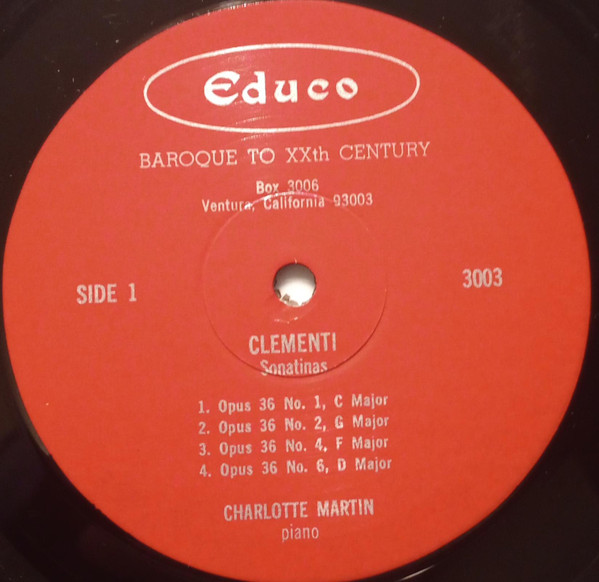 Educo
BAROQUE TO XXth CENTURY
Box 3006
Ventura, California 93003
SIDE 1
3003
CLEMENTI
Sonatinas
1. Opus 36 No. 1, C Major
2. Opus 36 No. 2, G Major
3. Opus 36 No. 4, F Major
4. Opus 36 No. 6, D Major
CHARLOTTE MARTIN
piano